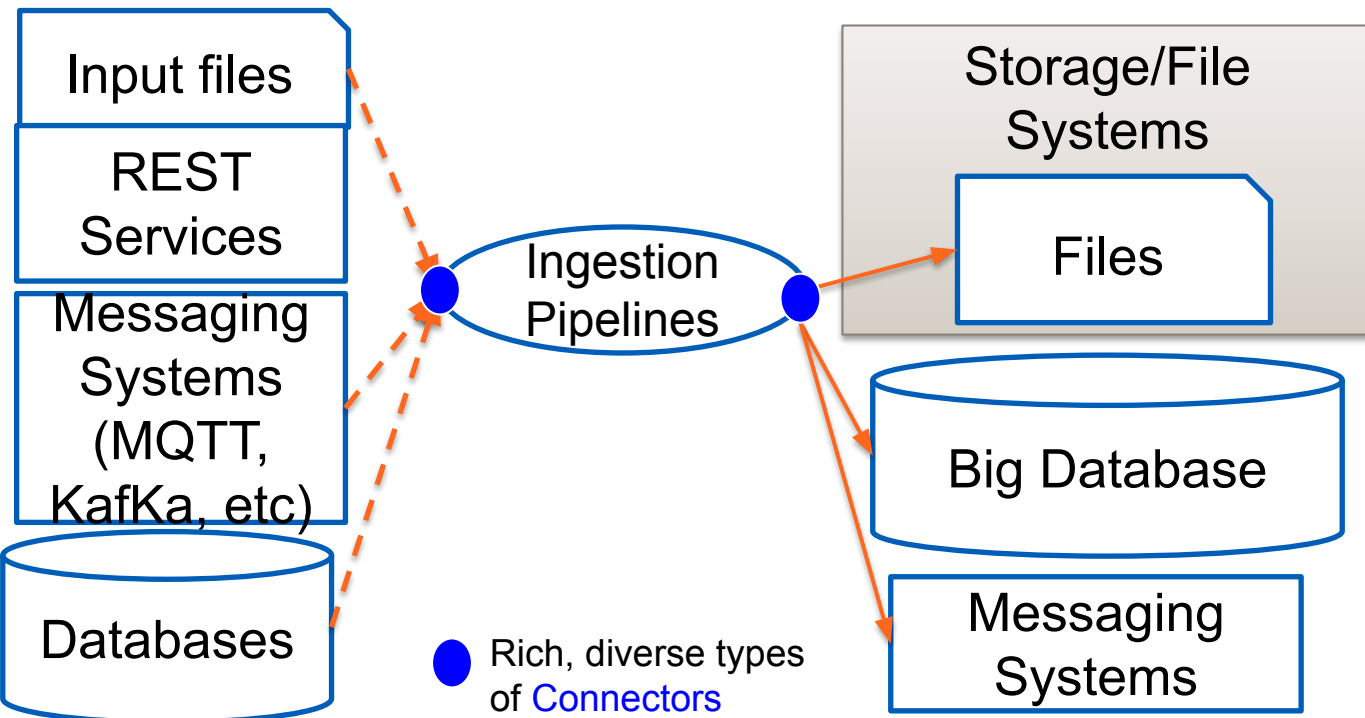 Input files
REST
Services
Messaging
Systems
(MQTT,
KafKa, etc)
Databases
Ingestion
Pipelines
Rich, diverse types
of Connectors
Storage/File
Systems
Files
Big Database
Messaging
Systems